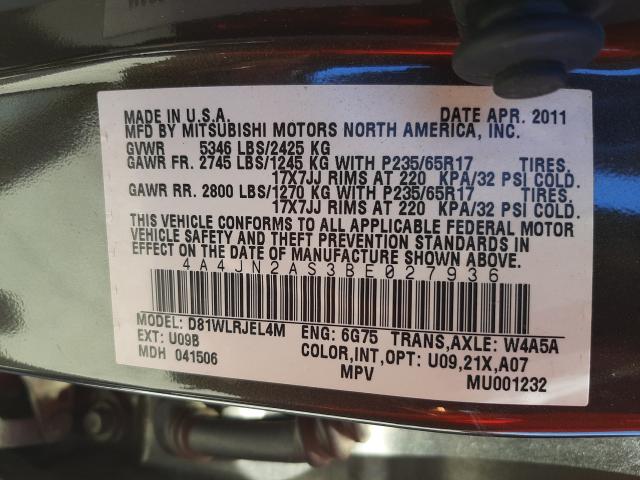 MADE IN U.S.A. DATE APR. 2011
MFD BY MITSUBISHI MOTORS NORTH AMERICA, INC.
GVWR 5346 LBS/2425 KG
GAWR FR. 2745 LBS/1245 KG WITH P235/65R17 TIRES,
17X7JJ RIMS AT 220 KPA/32 PSI COLD.
GAWR RR. 2800 LBS/1270 KG WITH P235/65R17 TIRES,
17X7JJ RIMS AT 220 KPA/32 PSI COLD.
THIS VEHICLE CONFORMS TO ALL APPLICABLE FEDERAL MOTOR
VEHICLE SAFETY AND THEFT PREVENTION STANDARDS IN
EFFECT ON THE DATE OF MANUFACTURE SHOWN ABOVE.
4A4JN2AS3BE027936
MODEL: D81WLRJEL4M ENG: 6G75 TRANS,AXLE: W4A5A
EXT: U09B COLOR,INT,OPT: U09,21X,A07
MDH 041506 MPV MU001232